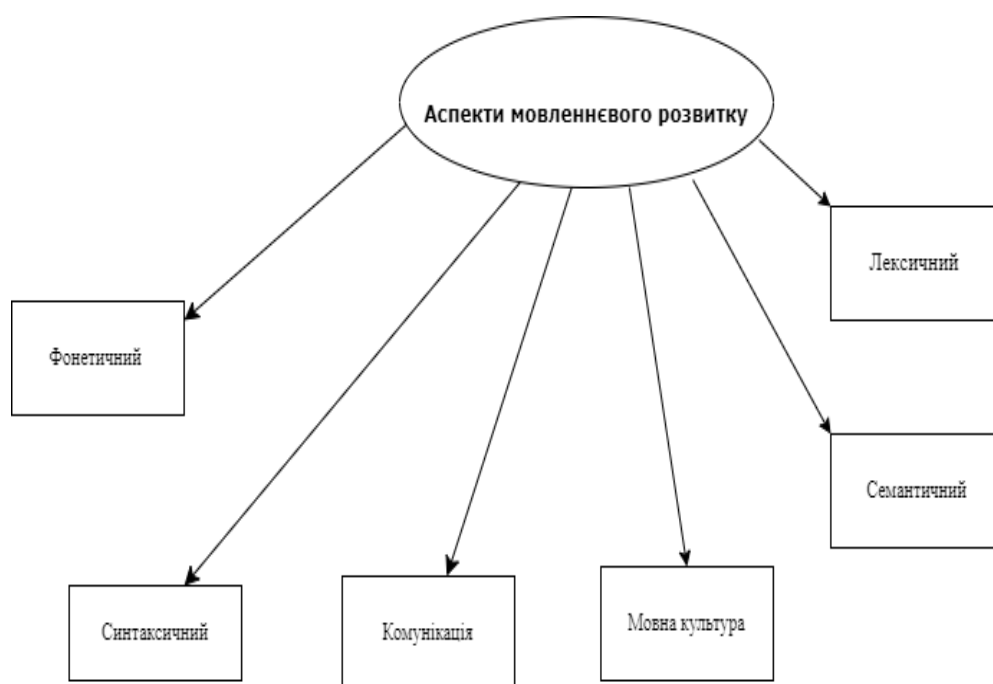 Аспекти мовленнєвого розвитку
Лексичний
Фонетичний
Семантичний
Синтаксичний
Комунікація
Мовна культура